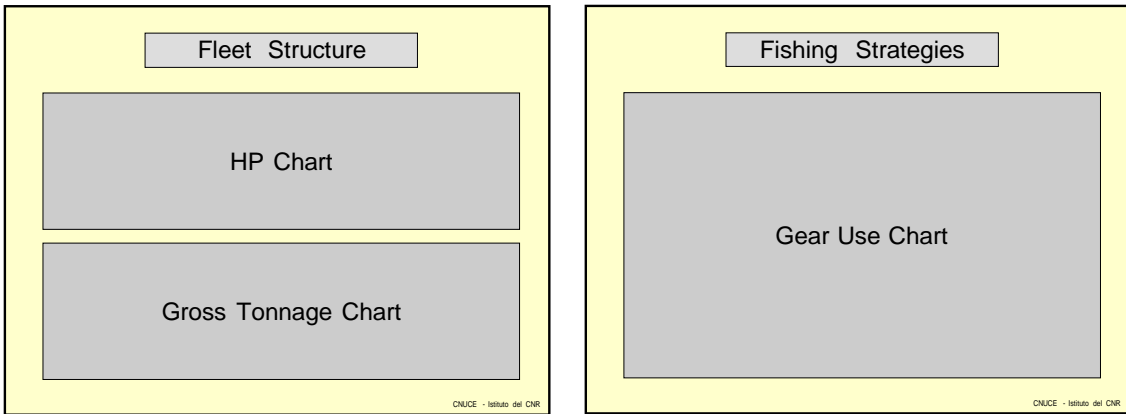 Fleet Structure
HP Chart
Gross Tonnage Chart
CNUCE - Istituto del CNR
Fishing Strategies
Gear Use Chart
CNUCE - Istituto del CNR